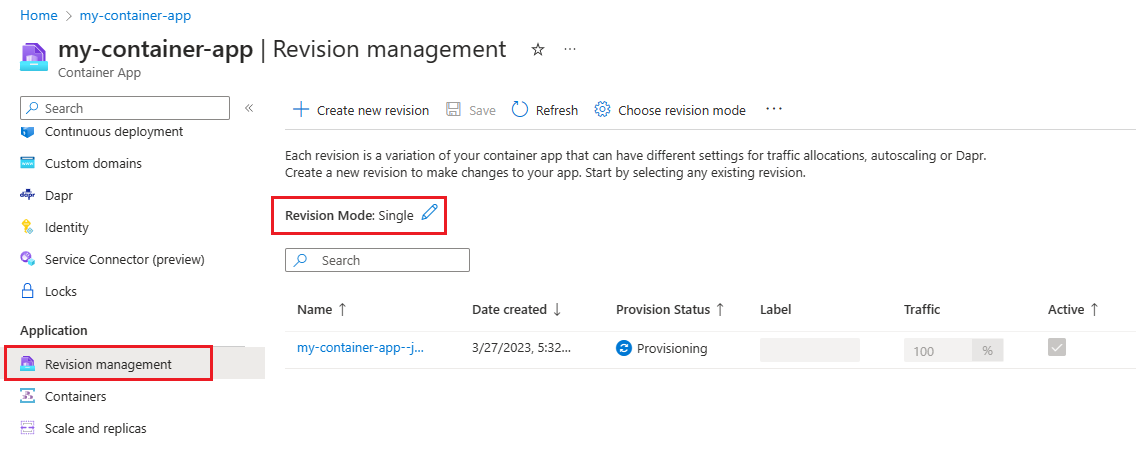 Home > my-container-app
my-container-app | Revision management
Container App
Search
Continuous deployment
Custom domains
dapr
Dapr
Identity
Service Connector (preview)
Locks
Application
Revision management
Containers
Scale and replicas
Create new revision
Save
Refresh
Choose revision mode
Each revision is a variation of your container app that can have different settings for traffic allocations, autoscaling or Dapr.
Create a new revision to make changes to your app. Start by selecting any existing revision.
Revision Mode: Single
Search
Name ↑ Date created ↓ Provision Status ↑ Label Traffic Active ↑
my-container-app--j... 3/27/2023, 5:32... Provisioning 100 %